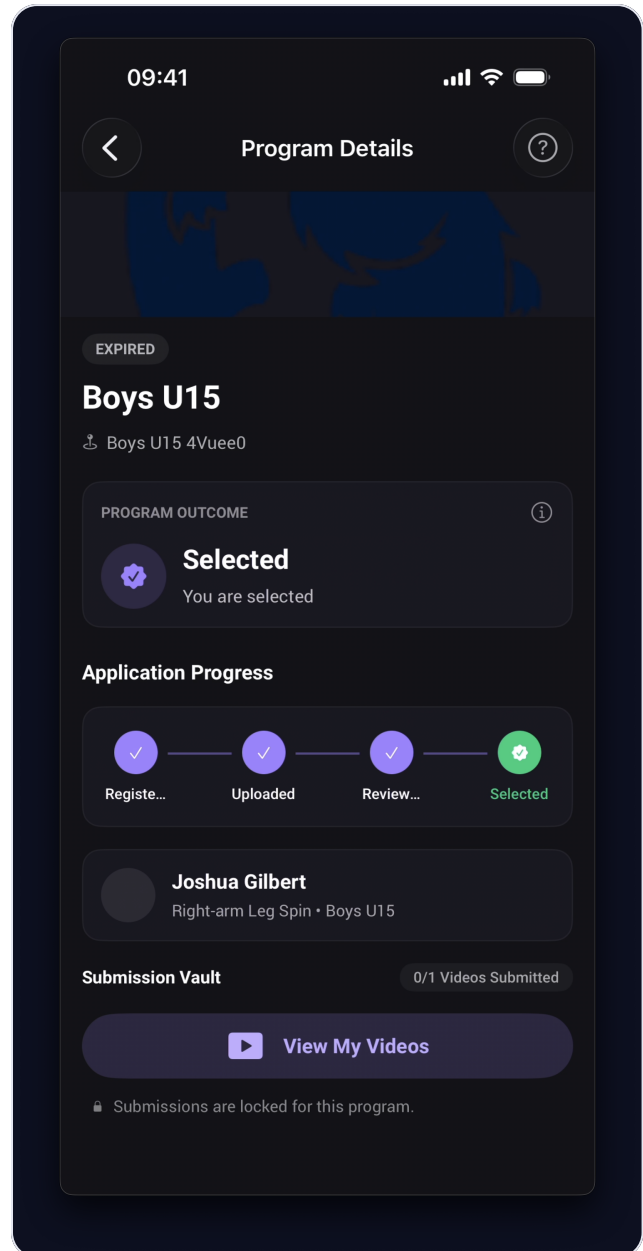 09:41
Program Details
EXPIRED
Boys U15
Boys U15 4Vuee0
PROGRAM OUTCOME
Selected
You are selected
Application Progress
Registe...
Uploaded
Review...
Selected
Joshua Gilbert
Right-arm Leg Spin • Boys U15
Submission Vault
0/1 Videos Submitted
View My Videos
Submissions are locked for this program.